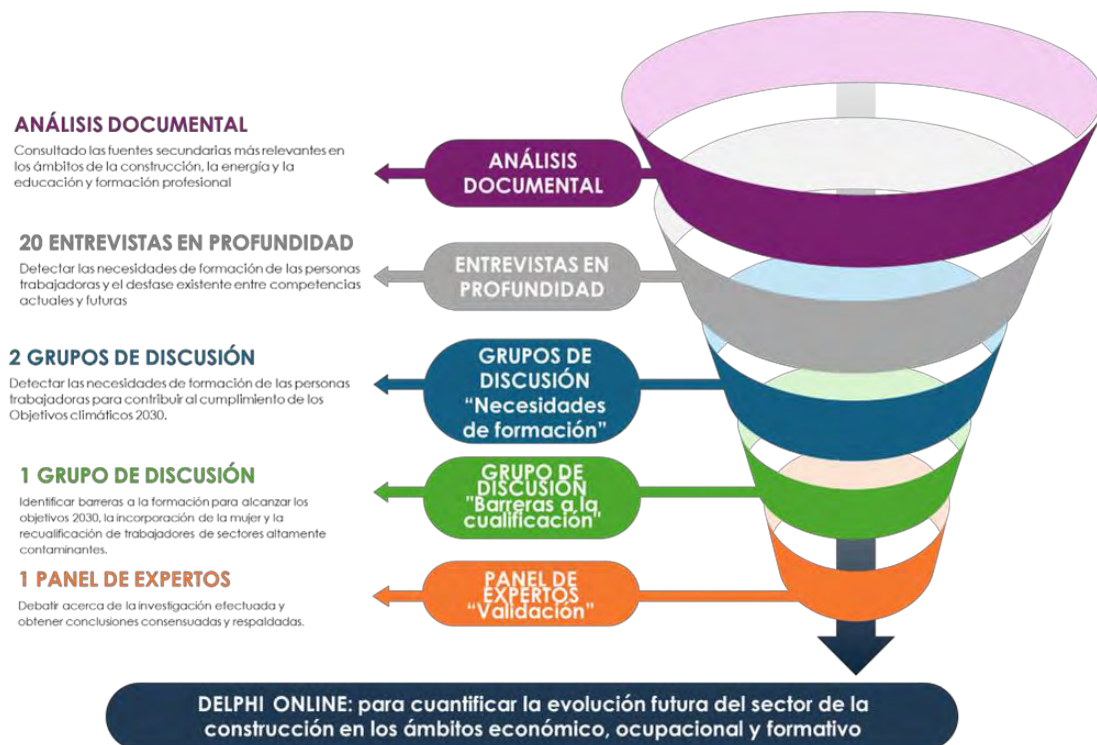 ANÁLISIS DOCUMENTAL
Consultado las fuentes secundarias más relevantes en
los ámbitos de la construcción, la energía y la
educación y formación profesional
ANÁLISIS
DOCUMENTAL
20 ENTREVISTAS EN PROFUNDIDAD
Detectar las necesidades de formación de las personas
trabajadoras y el desfase existente entre competencias
actuales y futuras
ENTREVISTAS EN
PROFUNDIDAD
2 GRUPOS DE DISCUSIÓN
Detectar las necesidades de formación de las personas
trabajadoras para contribuir al cumplimiento de los
Objetivos climáticos 2030.
GRUPOS DE
DISCUSIÓN
“Necesidades
de formación”
1 GRUPO DE DISCUSIÓN
Identificar barreras a la formación para alcanzar los
objetivos 2030, la incorporación de la mujer y la
recualificación de trabajadores de sectores altamente
contaminantes.
GRUPO DE
DISCUSIÓN
"Barreras a la
cualificación"
1 PANEL DE EXPERTOS
Debatir acerca de la investigación efectuada y
obtener conclusiones consensuadas y respaldadas.
PANEL DE
EXPERTOS
“Validación”
DELPHI ONLINE: para cuantificar la evolución futura del sector de la
construcción en los ámbitos económico, ocupacional y formativo